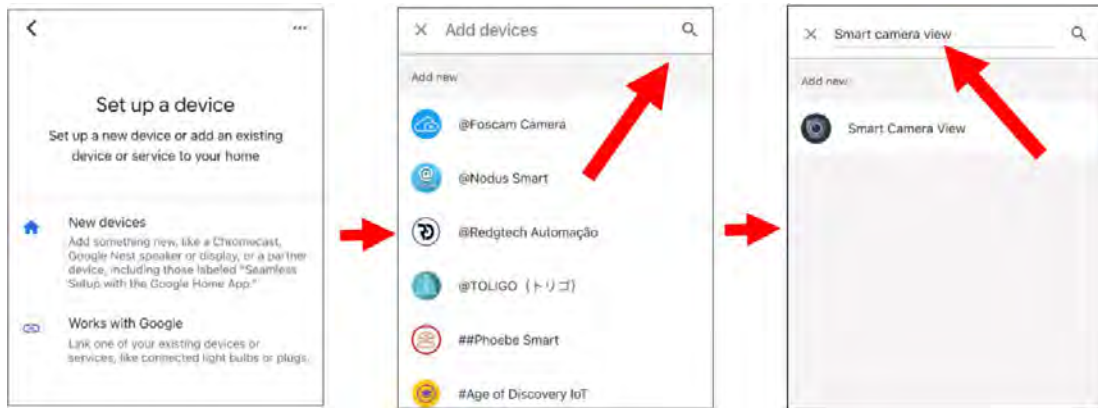 ...
Set up a device
Set up a new device or add an existing
device or service to your home
New devices
Add something new, like a Chromecast,
Google Nest speaker or display, or a partner
device, including those labeled "Seamless
Setup with the Google Home App."
Works with Google
Link one of your existing devices or
services, like connected light bulbs or plugs.
Add devices
Add new
@Foscam Camera
@Nodus Smart
@Redgtech Automação
@TOLIGO (トリゴ)
##Phoebe Smart
#Age of Discovery IoT
Smart camera view
Add new
Smart Camera View